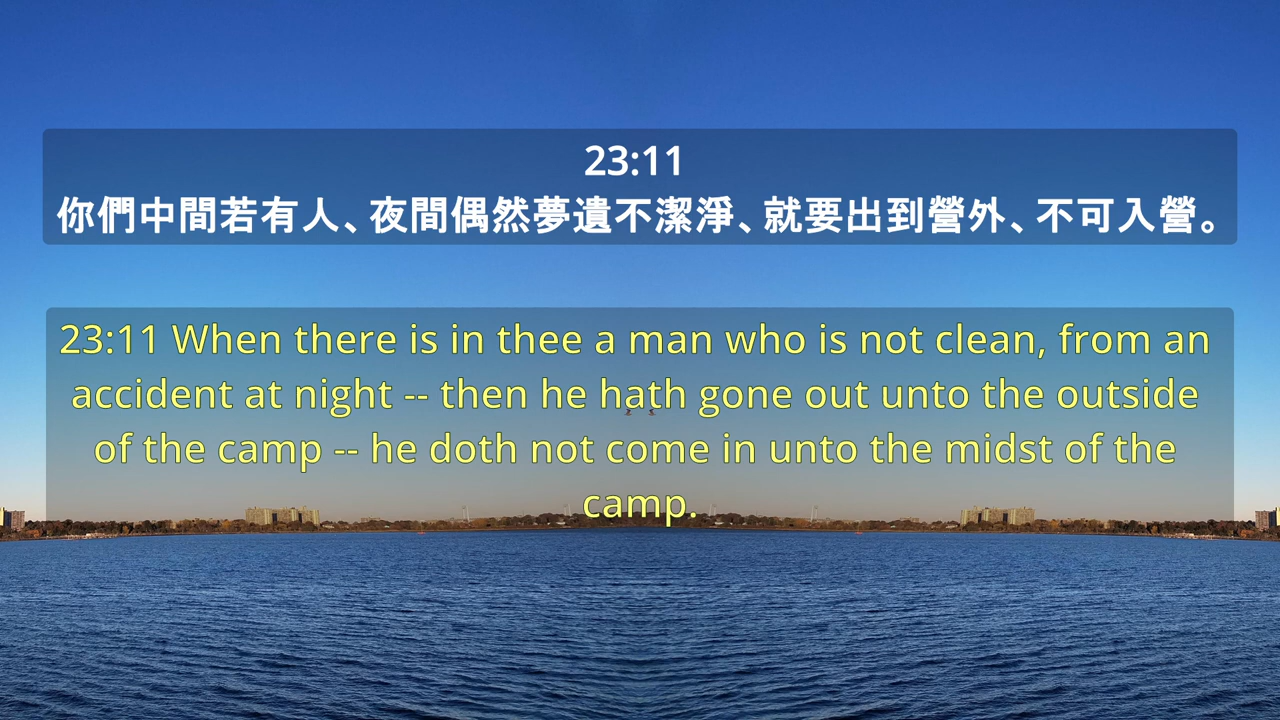 23:11
你們中間若有人、夜間偶然夢遺不潔淨、就要出到營外、不可入營。
23:11 When there is in thee a man who is not clean, from an
accident at night -- then he hath gone out unto the outside
of the camp -- he doth not come in unto the midst of the
camp.